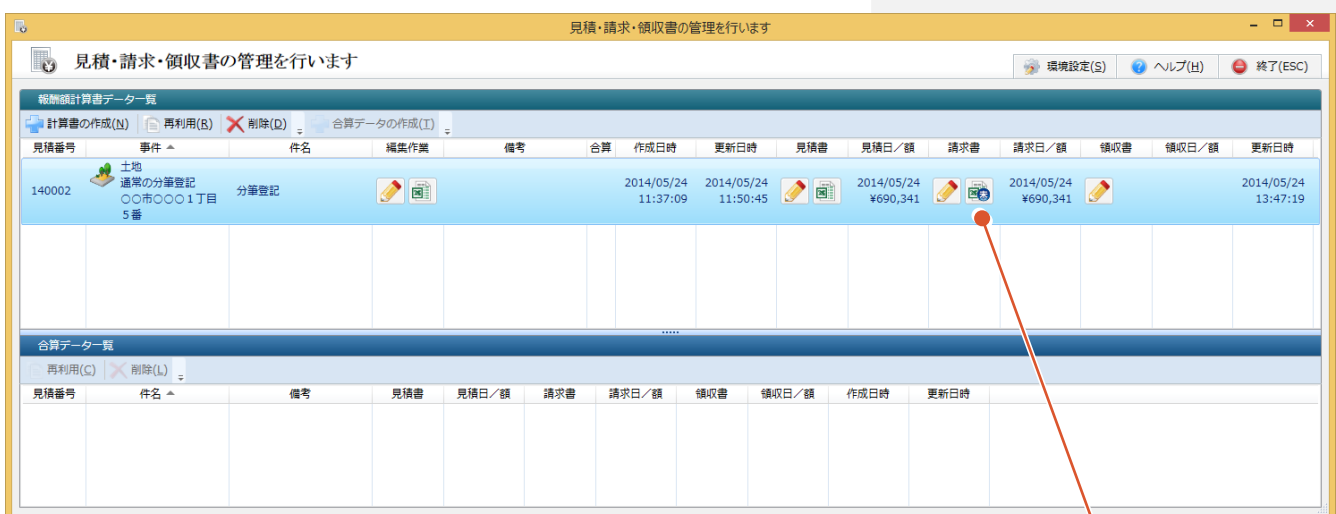 見積・請求・領収書の管理を行います
見積・請求・領収書の管理を行います
環境設定(S) ヘルプ(H) 終了(ESC)
報酬額計算書データ一覧
計算書の作成(N) 再利用(R) 削除(D) 合算データの作成(T)
見積番号 事件 件名 編集作業 備考 合算 作成日時 更新日時 見積書 見積日／額 請求書 請求日／額 領収書 領収日／額 更新日時
140002
土地
通常の分筆登記
○○市○○○１丁目
５番
分筆登記
2014/05/24
11:37:09
2014/05/24
11:50:45
2014/05/24
¥690,341
未
2014/05/24
¥690,341
2014/05/24
13:47:19
合算データ一覧
再利用(C) 削除(L)
見積番号 件名 備考 見積書 見積日／額 請求書 請求日／額 領収書 領収日／額 作成日時 更新日時